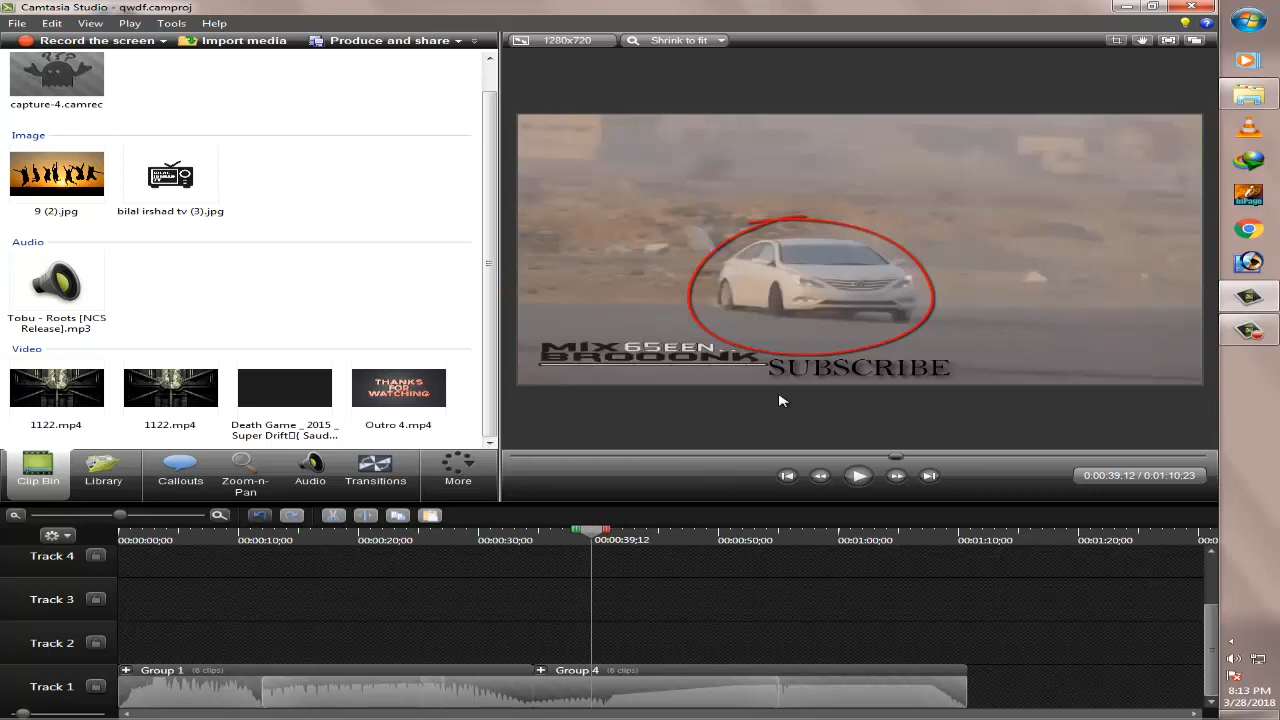 Camtasia Studio - qwdf.camproj
File Edit View Play Tools Help
Record the screen Import media Produce and share
1280x720 Shrink to fit
RIP
capture-4.camrec
Image
9 (2).jpg
bilal irshad tv (3).jpg
Audio
Tobu - Roots [NCS
Release].mp3
Video
THANKS
FOR
WATCHING
1122.mp4
1122.mp4
Death Game _ 2015 _
Super Drift ( Saud...
Outro 4.mp4
MIX 65EEN..
BROOONK
SUBSCRIBE
Clip Bin
Library
Callouts
Zoom-n-
Pan
Audio
Transitions
More
0:00:39;12 / 0:01:10;23
00:00:00;00 00:00:10;00 00:00:20;00 00:00:30;00 00:00:39;12 00:00:50;00 00:01:00;00 00:01:10;00 00:01:20;00 00:0
Track 4
Track 3
Track 2
Group 1 (6 clips) Group 4 (6 clips)
Track 1
InPage
8:13 PM
3/28/2018